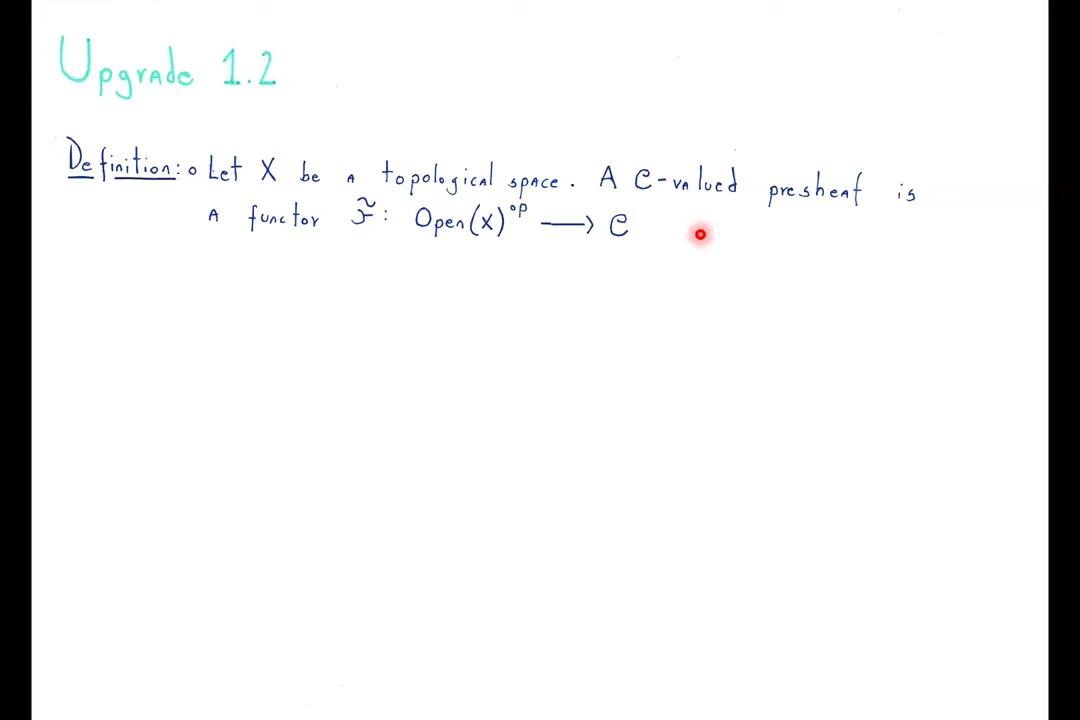 Upgrade 1.2
Definition: ∘ Let X be a topological space. A C-valued presheaf is
a functor F̃: Open(X)^op ⟶ C